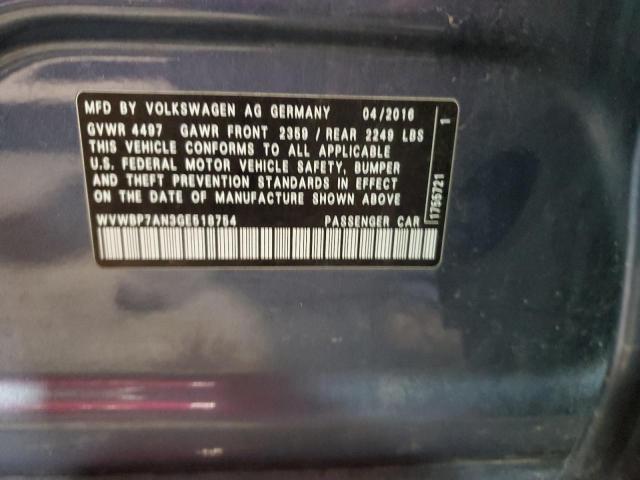 MFD BY VOLKSWAGEN AG GERMANY 04/2016
GVWR 4497 GAWR FRONT 2359 / REAR 2249 LBS
THIS VEHICLE CONFORMS TO ALL APPLICABLE
U.S. FEDERAL MOTOR VEHICLE SAFETY, BUMPER
AND THEFT PREVENTION STANDARDS IN EFFECT
ON THE DATE OF MANUFACTURE SHOWN ABOVE
WVWBP7AN3GE518754 PASSENGER CAR
1755721 1